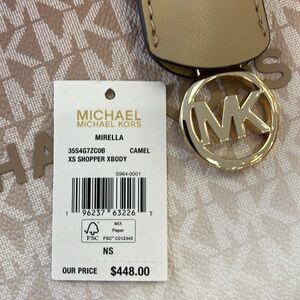 MK
MICHAEL
MICHAEL KORS
MIRELLA
35S4G7ZC0B CAMEL
XS SHOPPER XBODY
S964-0001
1 96237 63226 5
FSC
MIX
Paper
FSC® C012345
NS
OUR PRICE $448.00